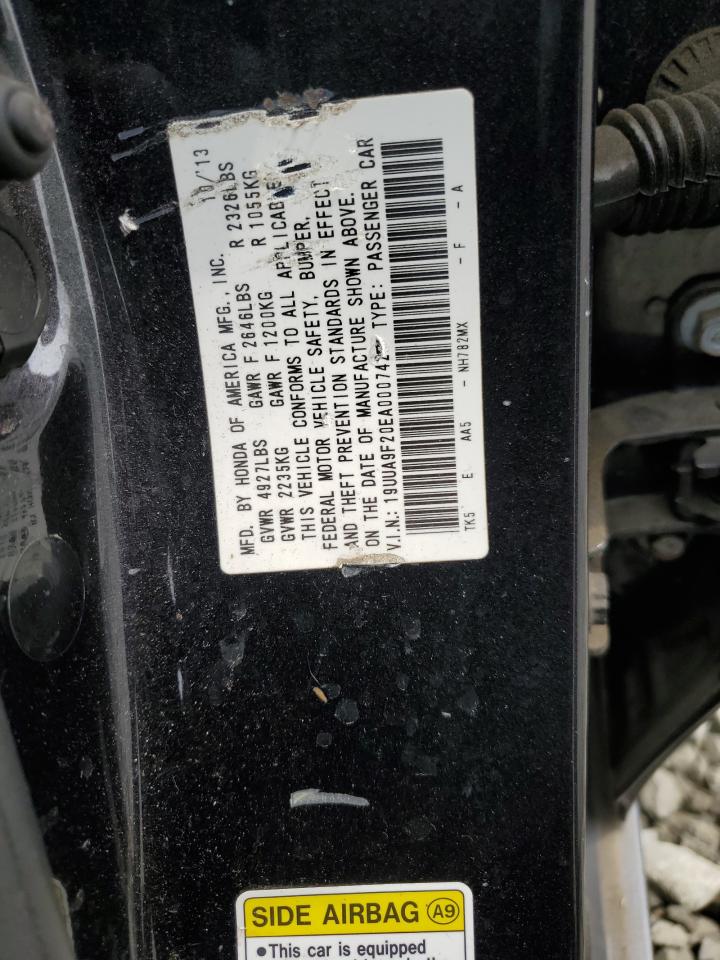 MFD. BY HONDA OF AMERICA MFG., INC. 10/13
GVWR 4927LBS GAWR F 2646LBS R 2326LBS
GVWR 2235KG GAWR F 1200KG R 1055KG
THIS VEHICLE CONFORMS TO ALL APPLICABLE
FEDERAL MOTOR VEHICLE SAFETY, BUMPER,
AND THEFT PREVENTION STANDARDS IN EFFECT
ON THE DATE OF MANUFACTURE SHOWN ABOVE.
V.I.N.: 19UUA9F20EA000742 TYPE: PASSENGER CAR
TK5 E AA5 - NH782MX - F - A
SIDE AIRBAG A9
•This car is equipped